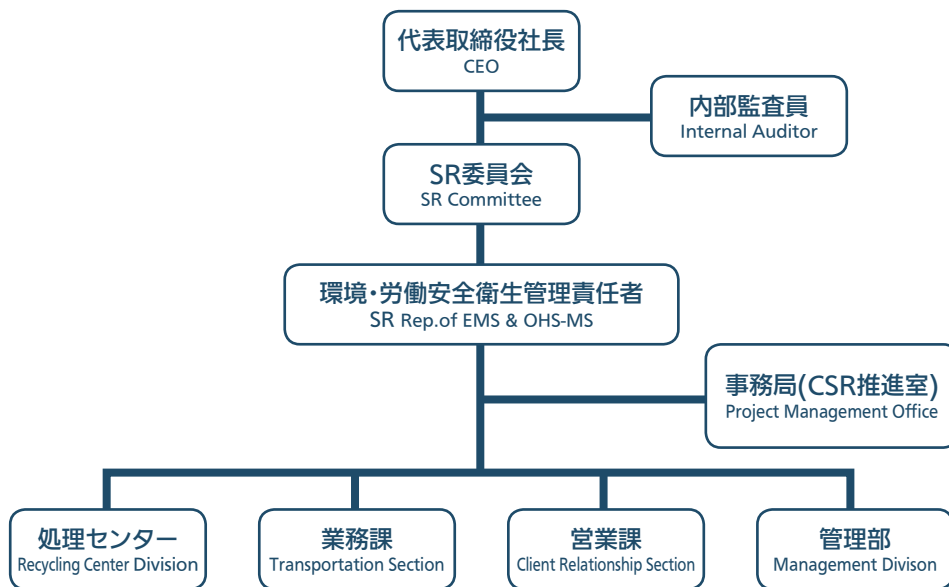 代表取締役社長
CEO
内部監査員
Internal Auditor
SR委員会
SR Committee
環境・労働安全衛生管理責任者
SR Rep.of EMS & OHS-MS
事務局(CSR推進室)
Project Management Office
処理センター
Recycling Center Division
業務課
Transportation Section
営業課
Client Relationship Section
管理部
Management Divison